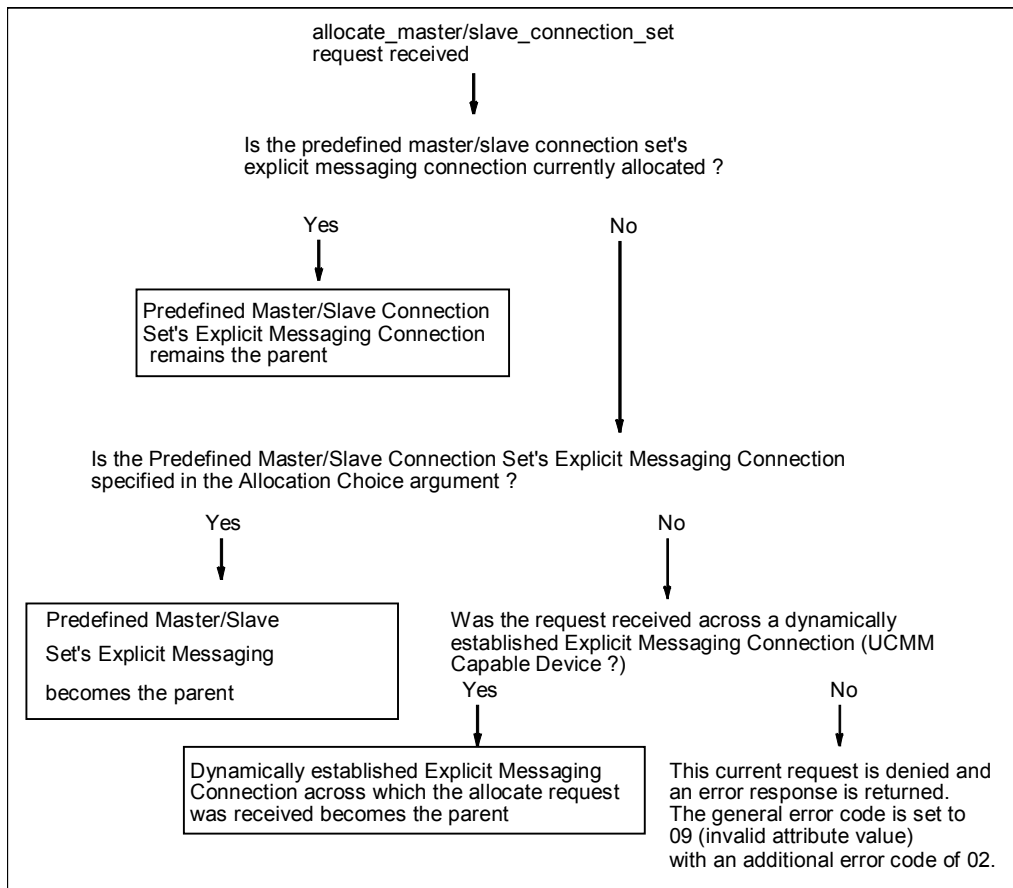 allocate_master/slave_connection_set
request received
Is the predefined master/slave connection set's
explicit messaging connection currently allocated ?
Yes
No
Predefined Master/Slave Connection
Set's Explicit Messaging Connection
remains the parent
Is the Predefined Master/Slave Connection Set's Explicit Messaging Connection
specified in the Allocation Choice argument ?
Yes
No
Predefined Master/Slave
Set's Explicit Messaging
becomes the parent
Was the request received across a dynamically
established Explicit Messaging Connection (UCMM
Capable Device ?)
Yes
No
Dynamically established Explicit Messaging
Connection across which the allocate request
was received becomes the parent
This current request is denied and
an error response is returned.
The general error code is set to
09 (invalid attribute value)
with an additional error code of 02.